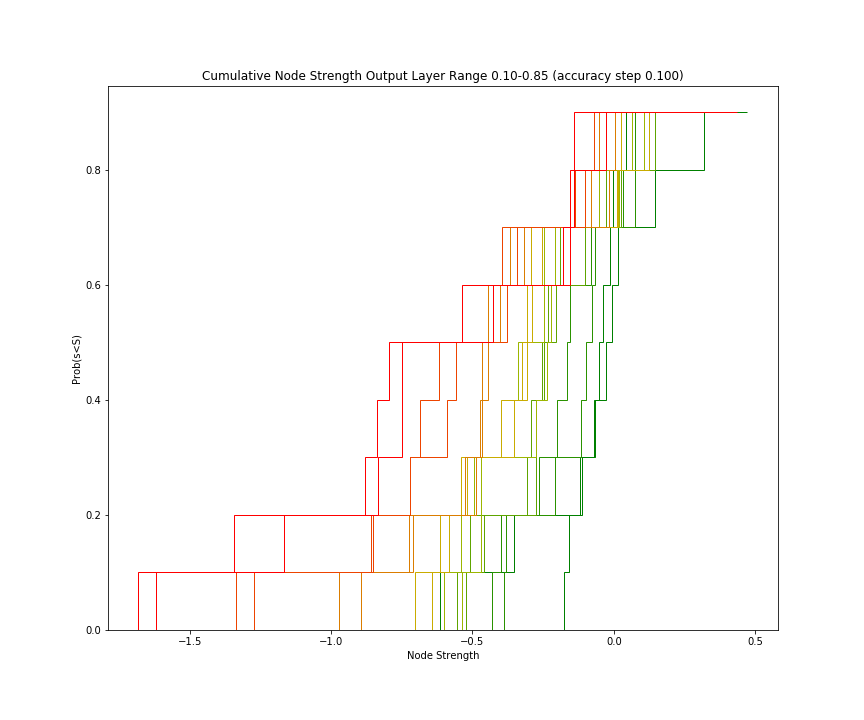 Cumulative Node Strength Output Layer Range 0.10-0.85 (accuracy step 0.100)
0.8
0.6
0.4
0.2
0.0
Prob(s<S)
−1.5 −1.0 −0.5 0.0 0.5
Node Strength